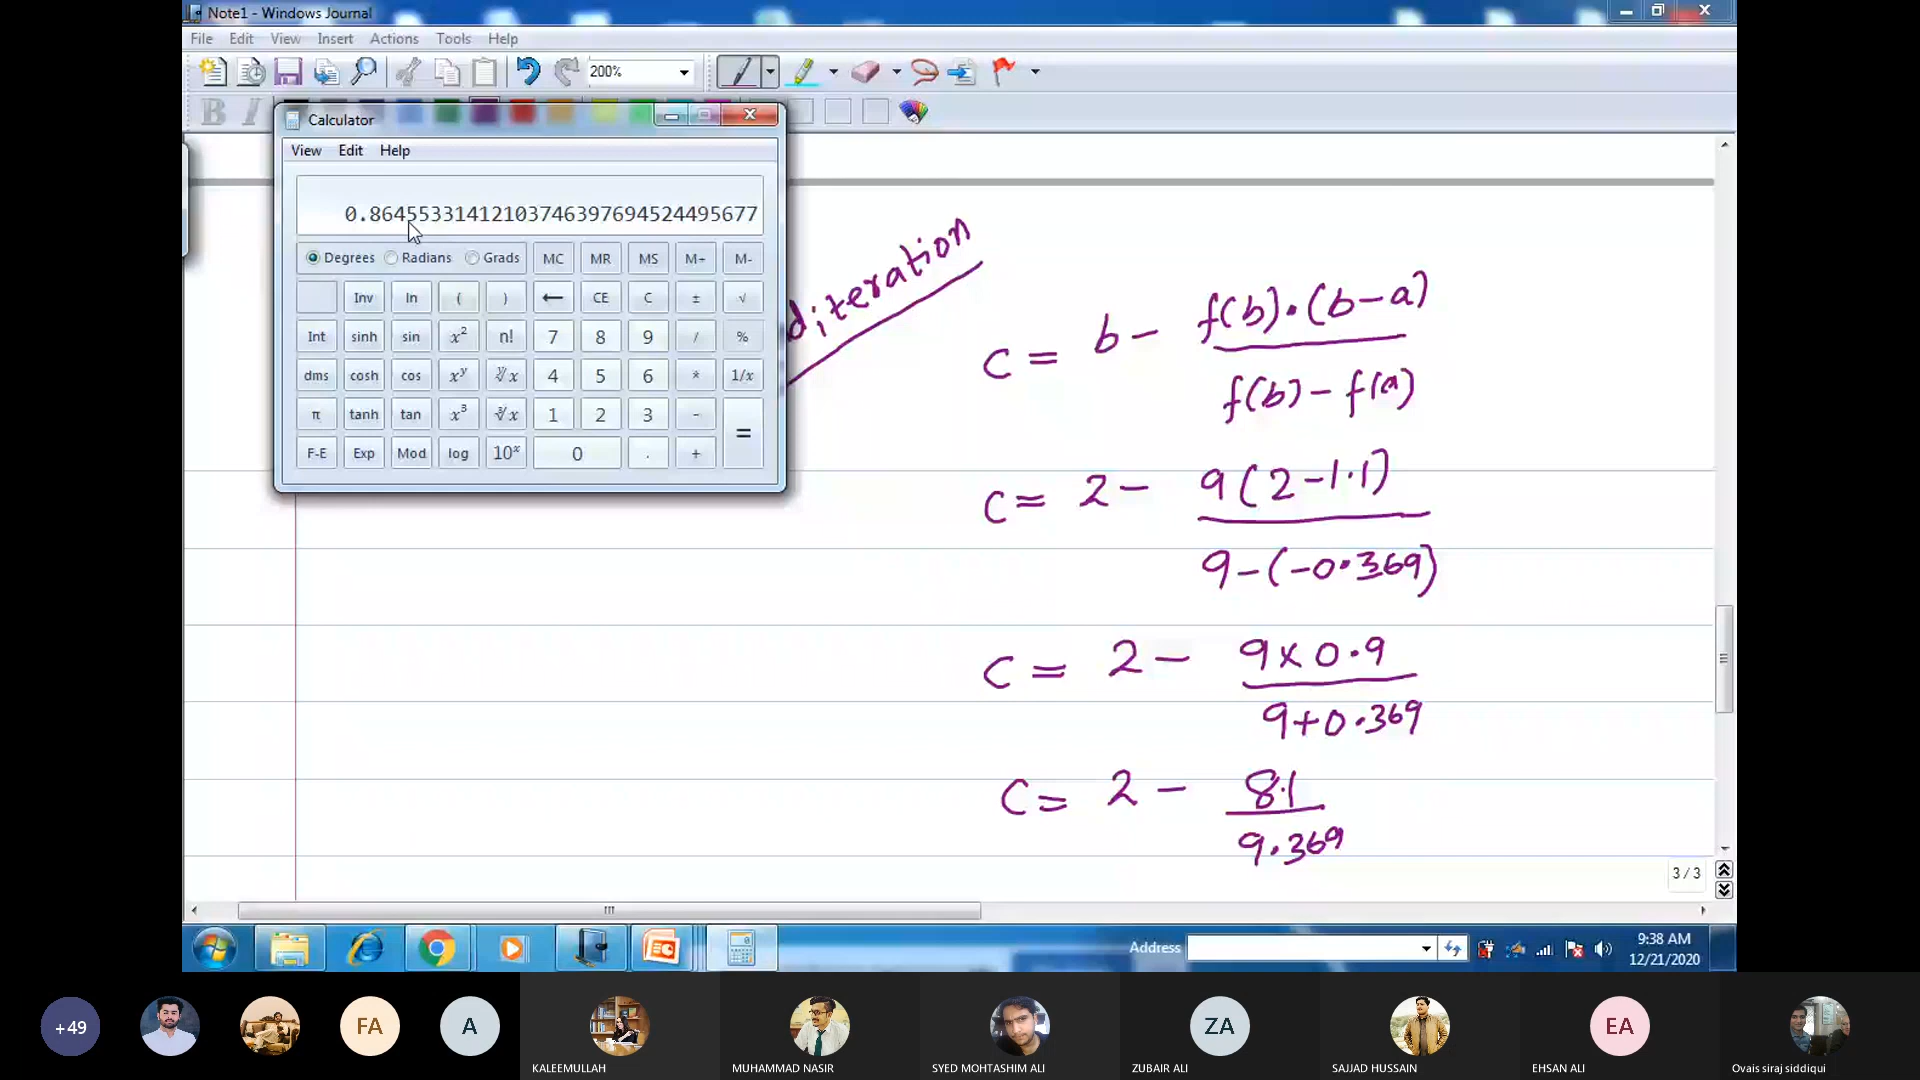 Note1 - Windows Journal
File Edit View Insert Actions Tools Help
200%
B I
Calculator
View Edit Help
0.86455331412103746397694524495677
Degrees Radians Grads MC MR MS M+ M-
Inv ln ( ) ← CE C ± √
Int sinh sin x² n! 7 8 9 / %
dms cosh cos xʸ ʸ√x 4 5 6 * 1/x
π tanh tan x³ ³√x 1 2 3 - =
F-E Exp Mod log 10ˣ 0 . +
diteration
C = b - f(b)·(b-a)
f(b) - f(a)
C = 2 - 9(2-1.1)
9-(-0.369)
C = 2 - 9×0.9
9+0.369
C = 2 - 8.1
9.369
3 / 3
Address
9:38 AM
12/21/2020
+49 FA A ZA EA
KALEEMULLAH MUHAMMAD NASIR SYED MOHTASHIM ALI ZUBAIR ALI SAJJAD HUSSAIN EHSAN ALI Ovais siraj siddiqui